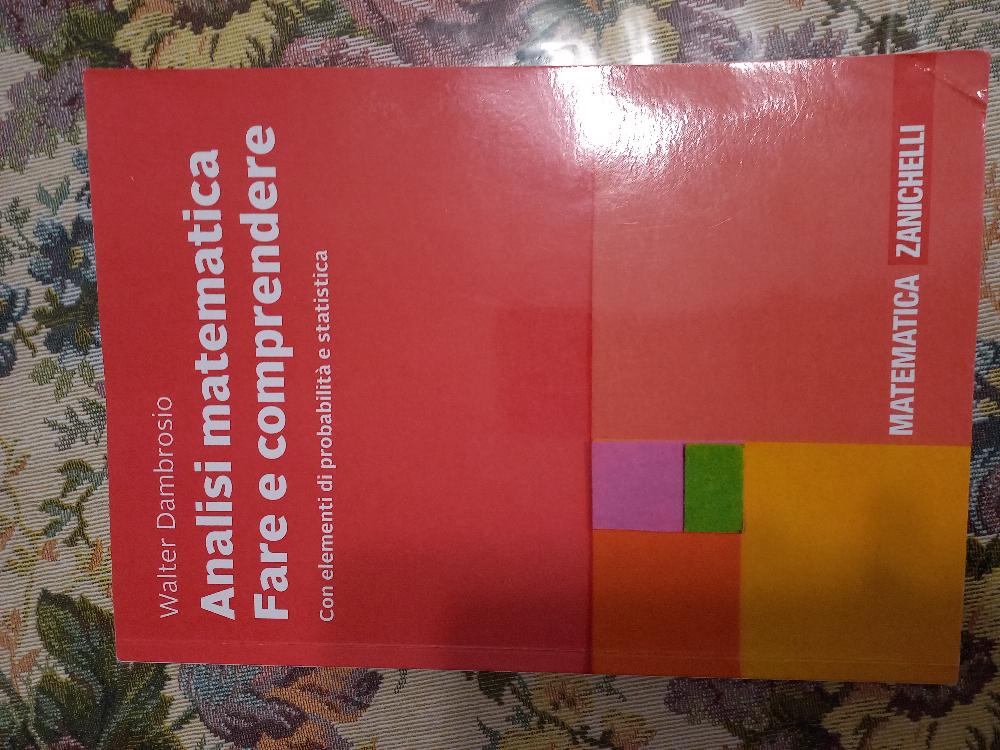 Walter Dambrosio
Analisi matematica
Fare e comprendere
Con elementi di probabilità e statistica
MATEMATICA ZANICHELLI